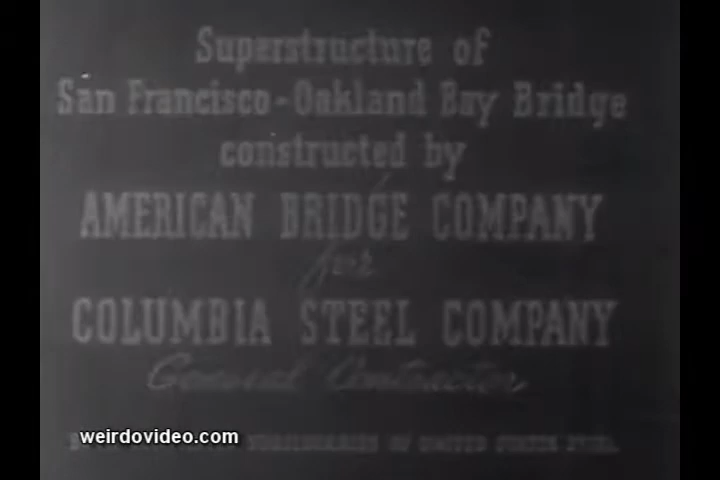 Superstructure of
San Francisco-Oakland Bay Bridge
constructed by
AMERICAN BRIDGE COMPANY
for
COLUMBIA STEEL COMPANY
General Contractor
SUBSIDIARIES OF UNITED STATES STEEL
weirdovideo.com